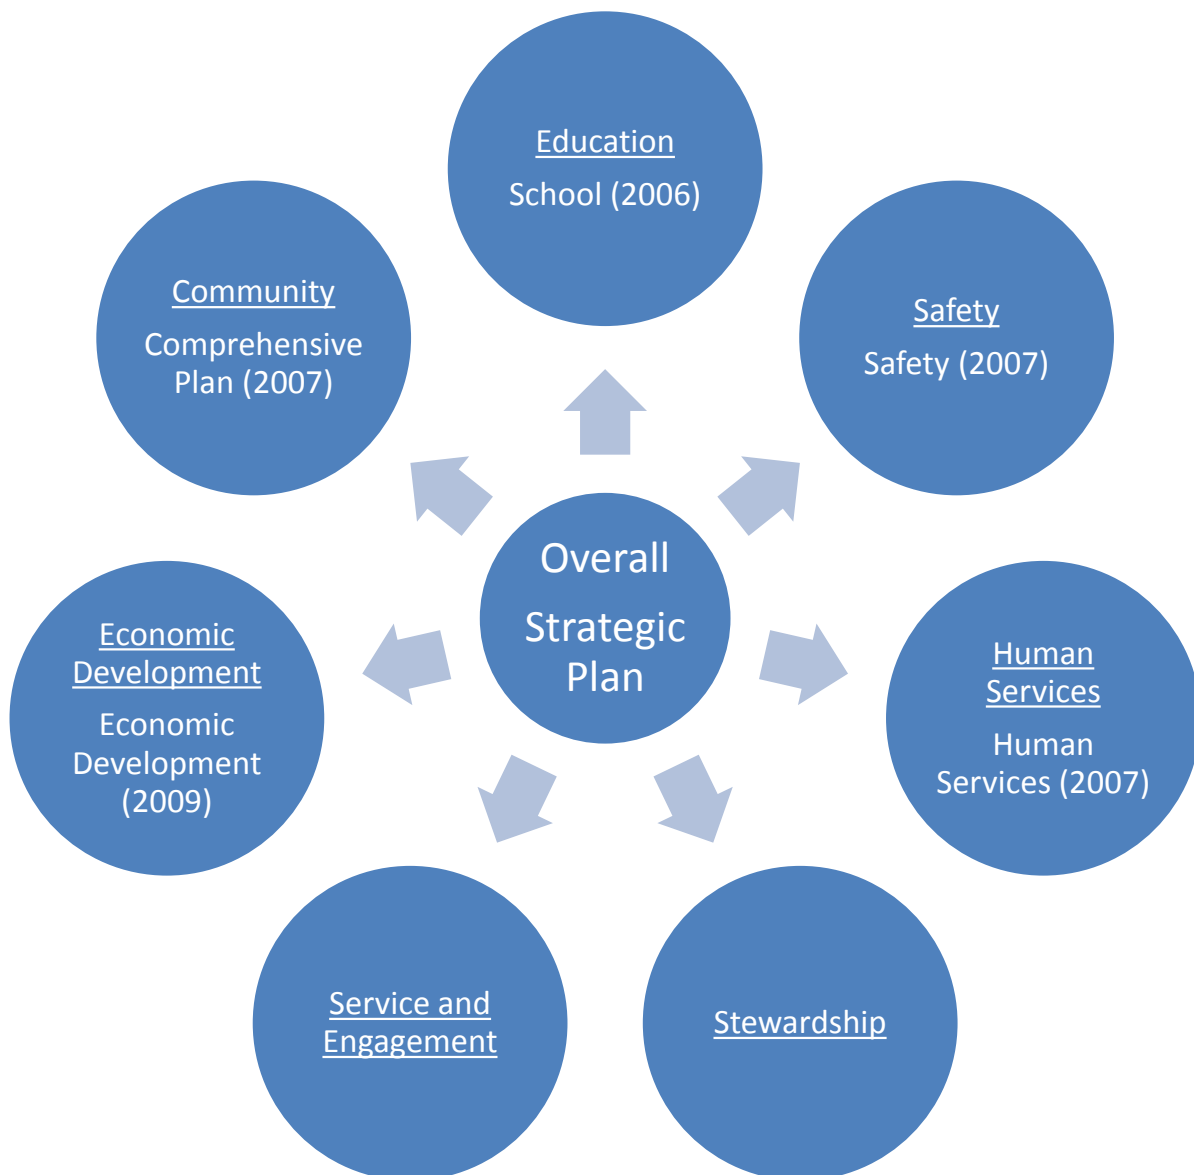 Education
School (2006)
Community
Comprehensive
Plan (2007)
Safety
Safety (2007)
Overall
Strategic
Plan
Economic
Development
Economic
Development
(2009)
Human
Services
Human
Services (2007)
Service and
Engagement
Stewardship